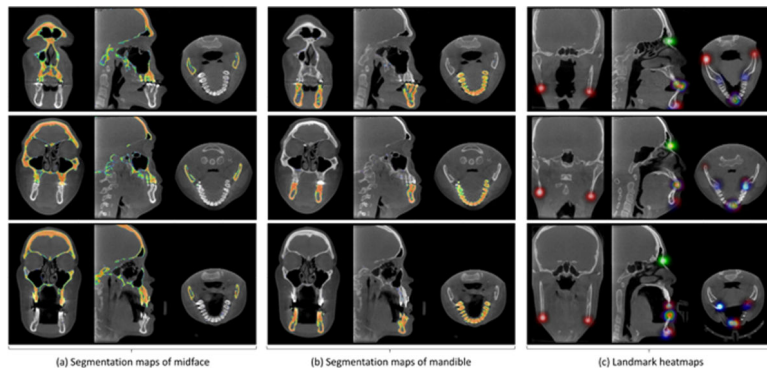 (a) Segmentation maps of midface
(b) Segmentation maps of mandible
(c) Landmark heatmaps